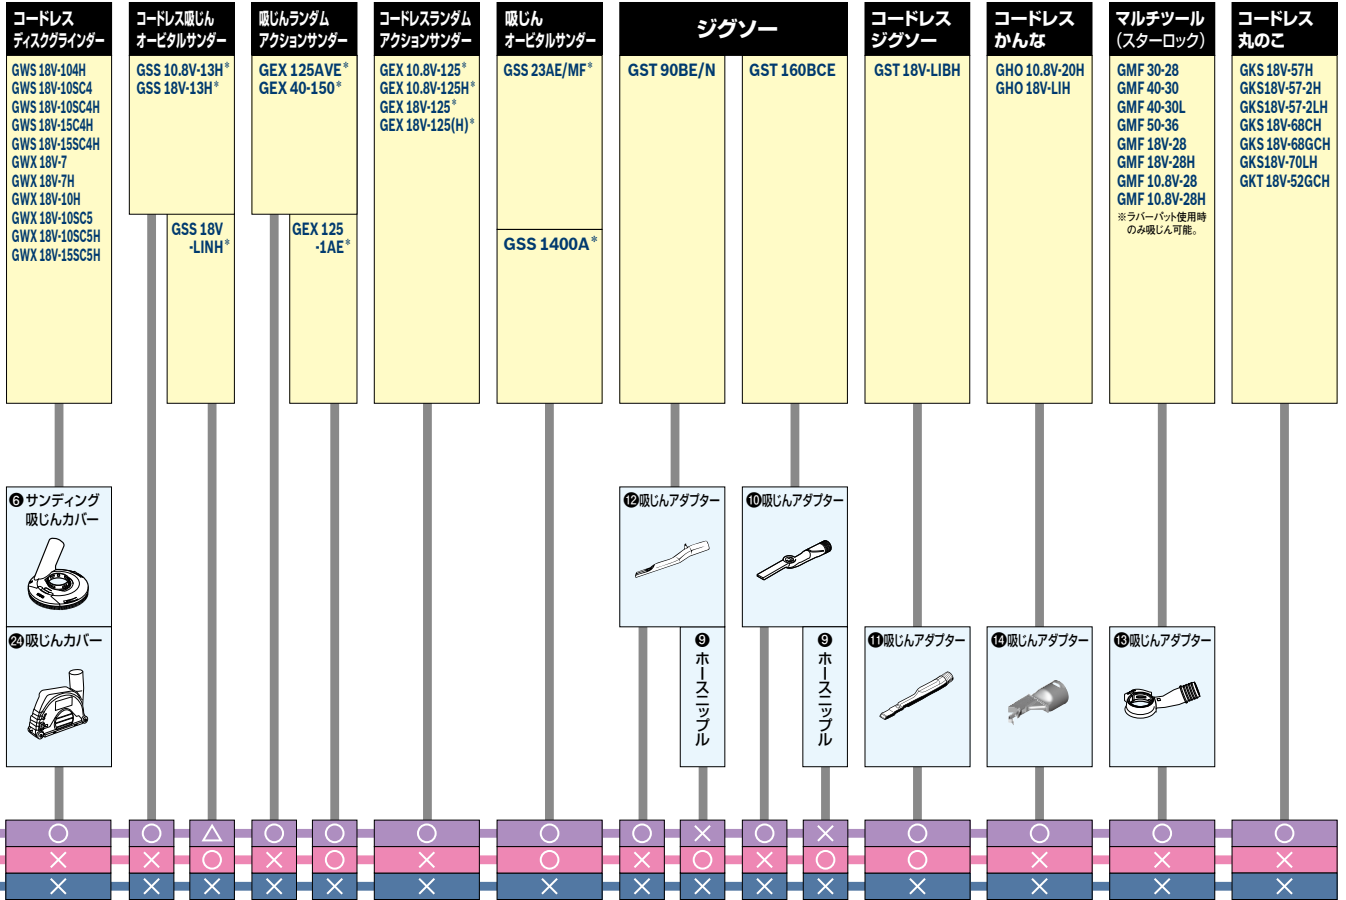 コードレス
ディスクグラインダー
GWS 18V-104H
GWS 18V-10SC4
GWS 18V-10SC4H
GWS 18V-15C4H
GWS 18V-15SC4H
GWX 18V-7
GWX 18V-7H
GWX 18V-10H
GWX 18V-10SC5
GWX 18V-10SC5H
GWX 18V-15SC5H
コードレス吸じん
オービタルサンダー
GSS 10.8V-13H*
GSS 18V-13H*
GSS 18V
-LINH*
吸じんランダム
アクションサンダー
GEX 125AVE*
GEX 40-150*
GEX 125
-1AE*
コードレスランダム
アクションサンダー
GEX 10.8V-125*
GEX 10.8V-125H*
GEX 18V-125*
GEX 18V-125(H)*
吸じん
オービタルサンダー
GSS 23AE/MF*
GSS 1400A*
ジグソー
GST 90BE/N
GST 160BCE
コードレス
ジグソー
GST 18V-LIBH
コードレス
かんな
GHO 10.8V-20H
GHO 18V-LIH
マルチツール
(スターロック)
GMF 30-28
GMF 40-30
GMF 40-30L
GMF 50-36
GMF 18V-28
GMF 18V-28H
GMF 10.8V-28
GMF 10.8V-28H
※ラバーパット使用時
のみ吸じん可能。
コードレス
丸のこ
GKS 18V-57H
GKS18V-57-2H
GKS18V-57-2LH
GKS 18V-68CH
GKS 18V-68GCH
GKS18V-70LH
GKT 18V-52GCH
❻サンディング
吸じんカバー
⓬吸じんアダプター
❿吸じんアダプター
㉔吸じんカバー
❾ホースニップル
❾ホースニップル
⓫吸じんアダプター
⓮吸じんアダプター
⓭吸じんアダプター
○ ○ △ ○ ○ ○ ○ ○ × ○ × ○ ○ ○ ○
× × ○ × ○ × ○ × ○ × ○ ○ × × ×
× × × × × × × × × × × × × × ×